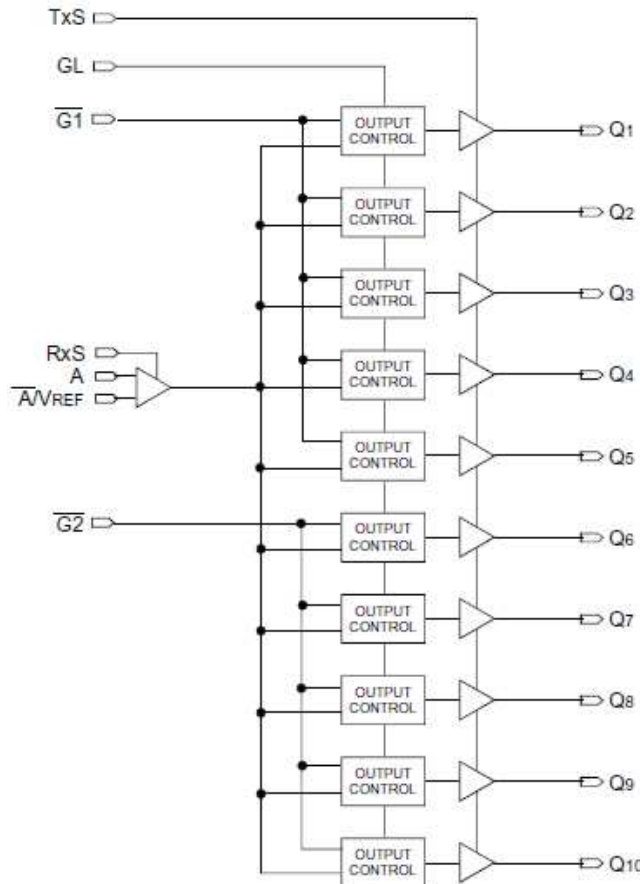 TxS
GL
G1
OUTPUT
CONTROL
Q1
OUTPUT
CONTROL
Q2
OUTPUT
CONTROL
Q3
RxS
A
A/VREF
OUTPUT
CONTROL
Q4
OUTPUT
CONTROL
Q5
G2
OUTPUT
CONTROL
Q6
OUTPUT
CONTROL
Q7
OUTPUT
CONTROL
Q8
OUTPUT
CONTROL
Q9
OUTPUT
CONTROL
Q10